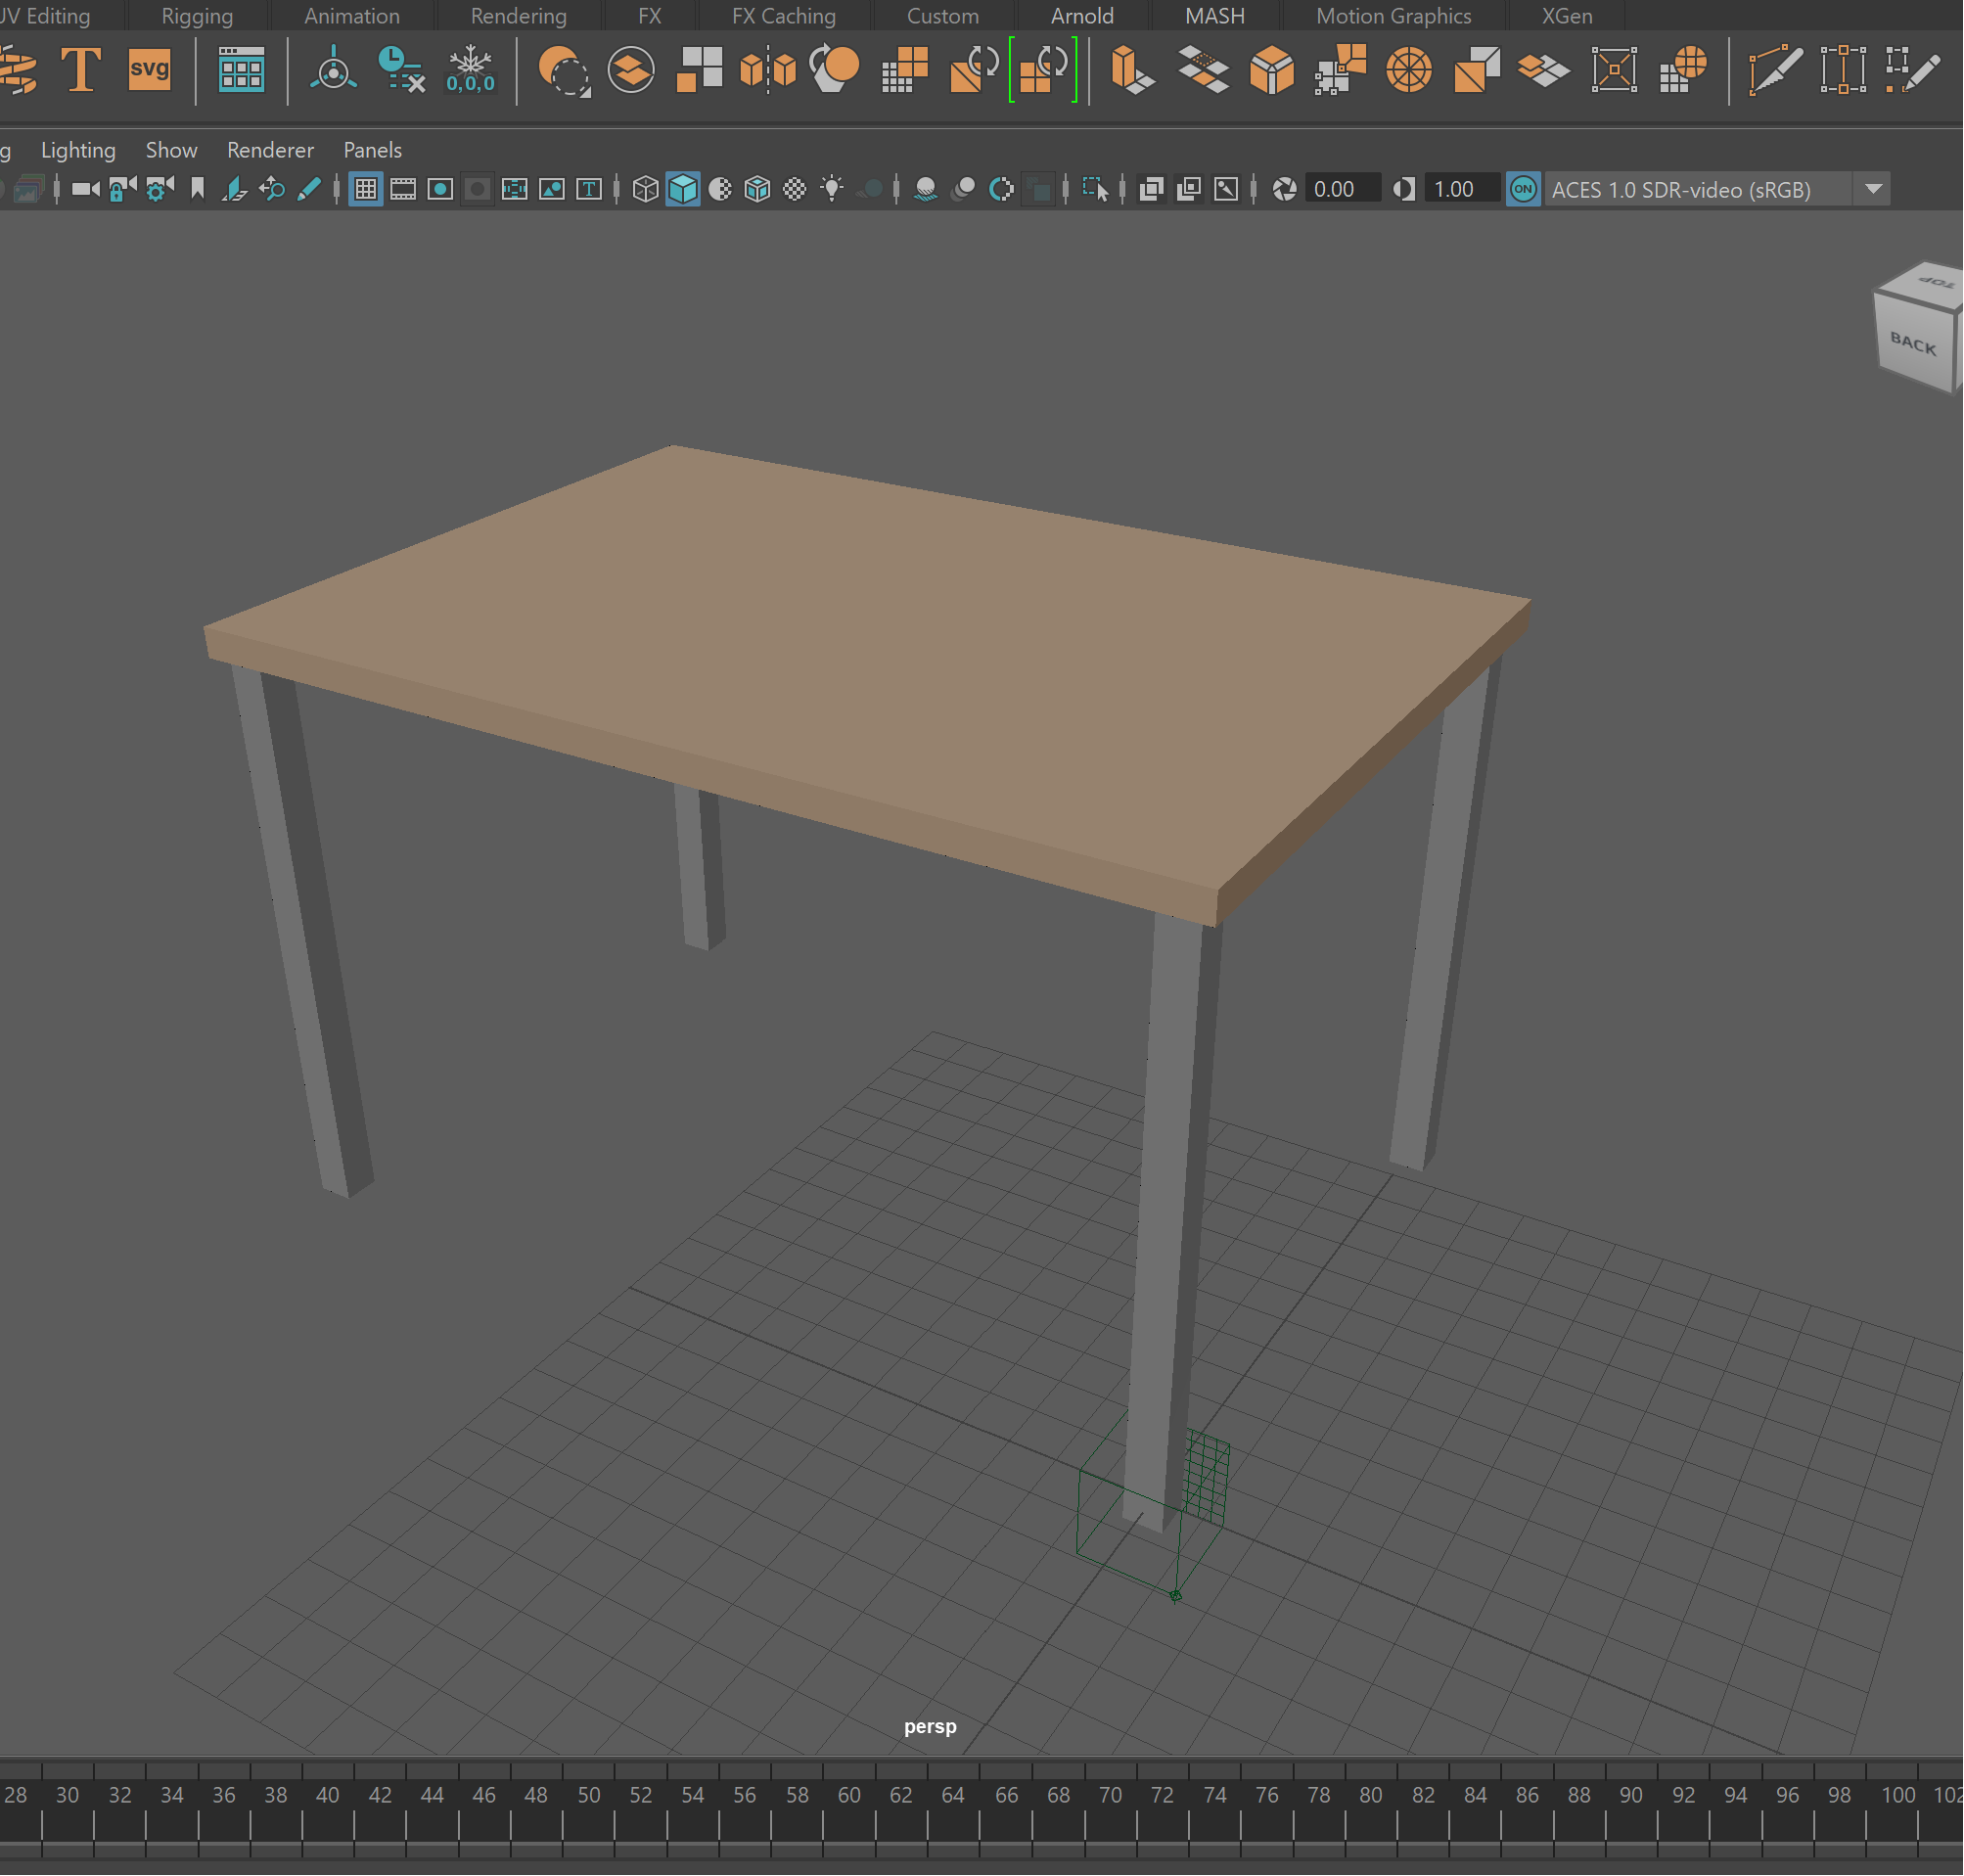 UV Editing Rigging Animation Rendering FX FX Caching Custom Arnold MASH Motion Graphics XGen
T svg 0,0,0
g Lighting Show Renderer Panels
T 0.00 1.00 ON ACES 1.0 SDR-video (sRGB)
TOP
BACK
persp
28 30 32 34 36 38 40 42 44 46 48 50 52 54 56 58 60 62 64 66 68 70 72 74 76 78 80 82 84 86 88 90 92 94 96 98 100 102